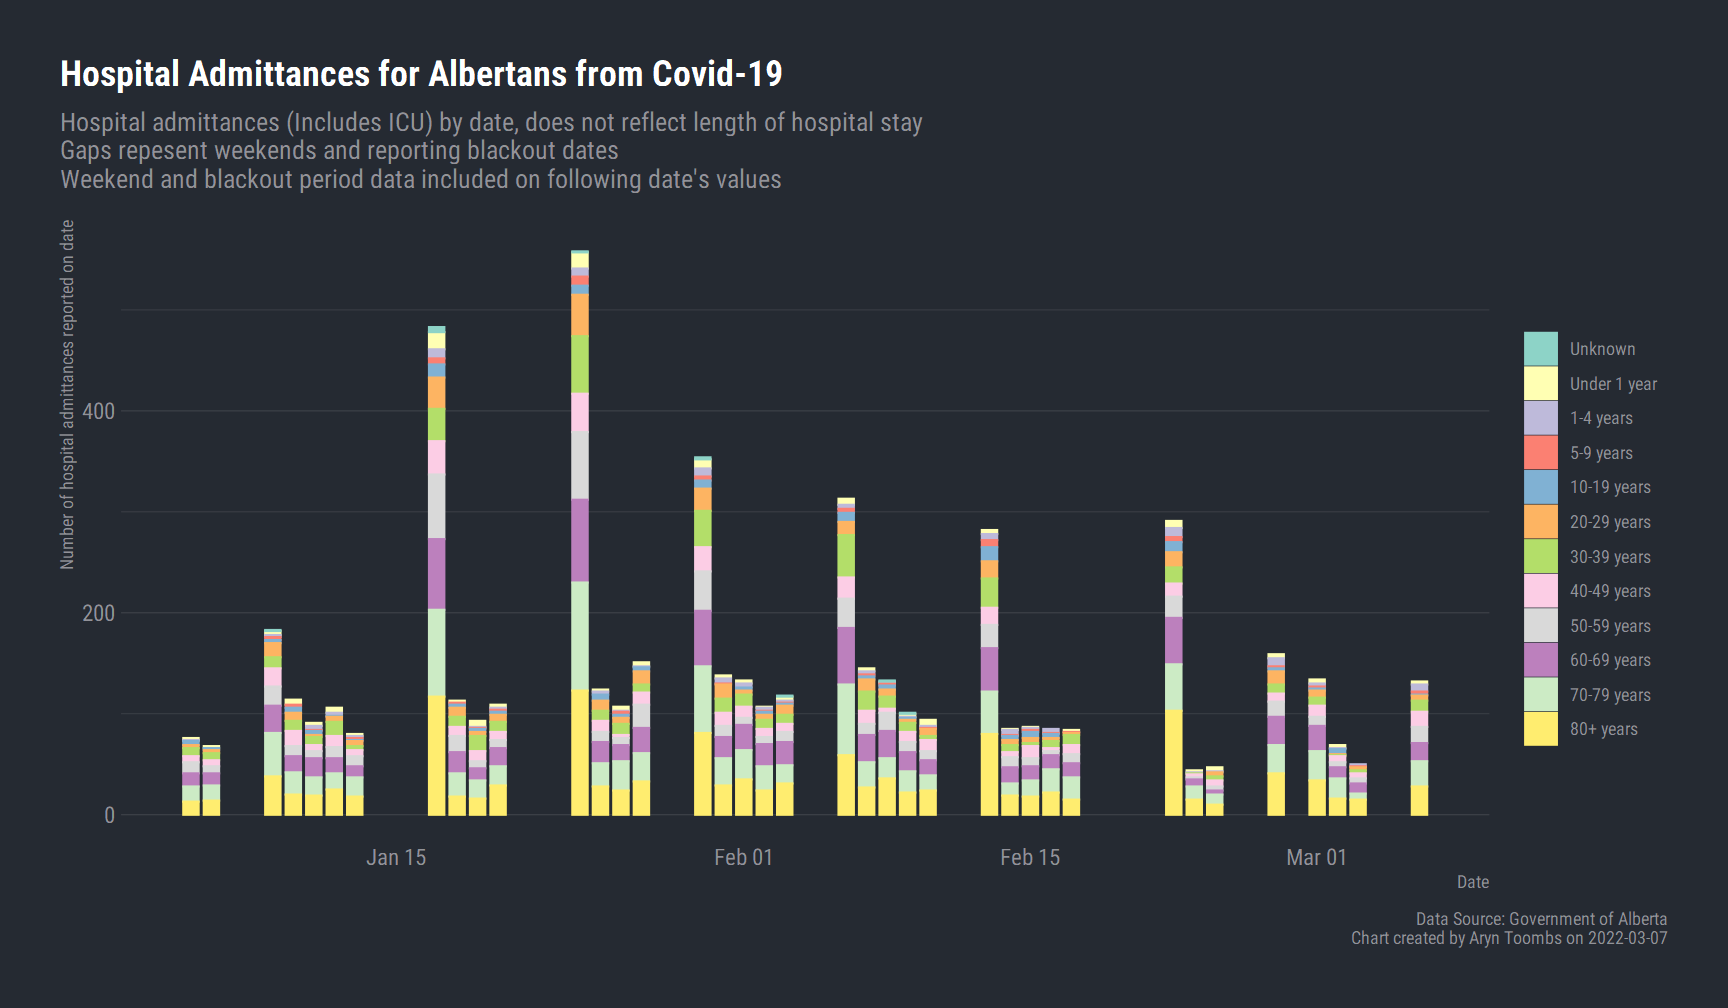 Hospital Admittances for Albertans from Covid-19
Hospital admittances (Includes ICU) by date, does not reflect length of hospital stay
Gaps repesent weekends and reporting blackout dates
Weekend and blackout period data included on following date's values
Number of hospital admittances reported on date
400
200
0
Jan 15
Feb 01
Feb 15
Mar 01
Date
Unknown
Under 1 year
1-4 years
5-9 years
10-19 years
20-29 years
30-39 years
40-49 years
50-59 years
60-69 years
70-79 years
80+ years
Data Source: Government of Alberta
Chart created by Aryn Toombs on 2022-03-07